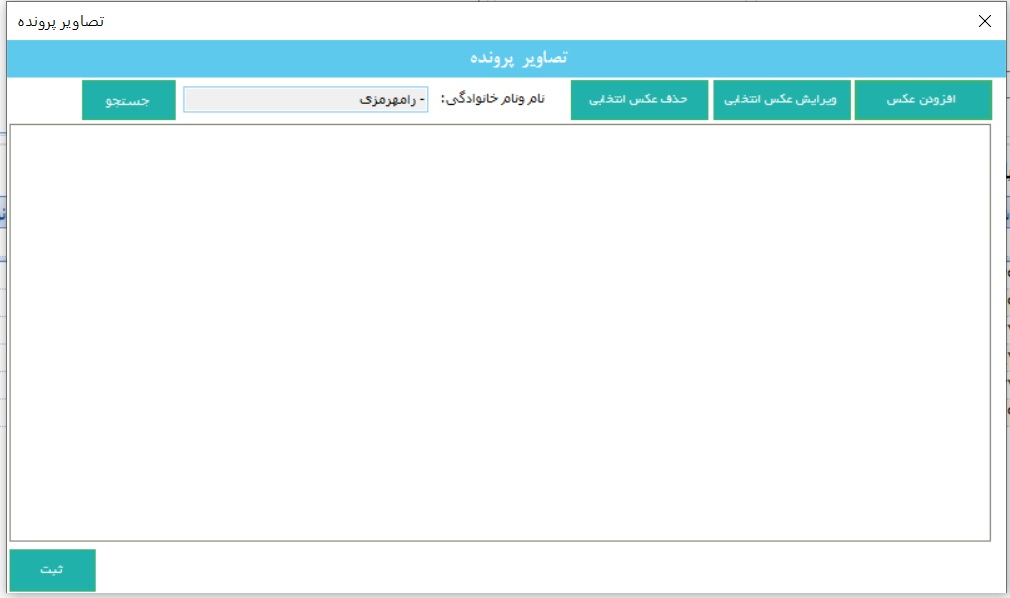 تصاویر پرونده
تصاویر پرونده
افزودن عکس
ویرایش عکس انتخابی
حذف عکس انتخابی
نام ونام خانوادگی:
- رامهرمزی
جستجو
ثبت